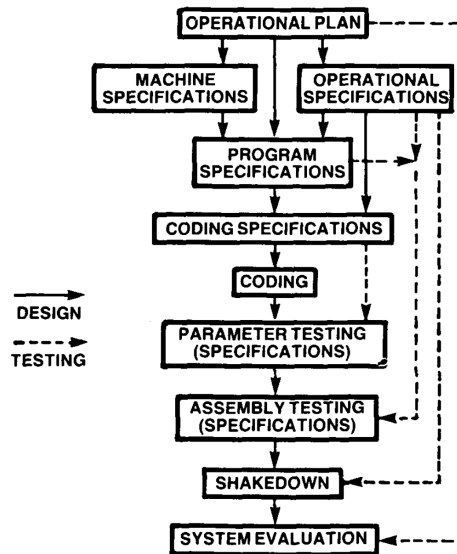 OPERATIONAL PLAN
MACHINE
SPECIFICATIONS
OPERATIONAL
SPECIFICATIONS
PROGRAM
SPECIFICATIONS
CODING SPECIFICATIONS
CODING
DESIGN
TESTING
PARAMETER TESTING
(SPECIFICATIONS)
ASSEMBLY TESTING
(SPECIFICATIONS)
SHAKEDOWN
SYSTEM EVALUATION